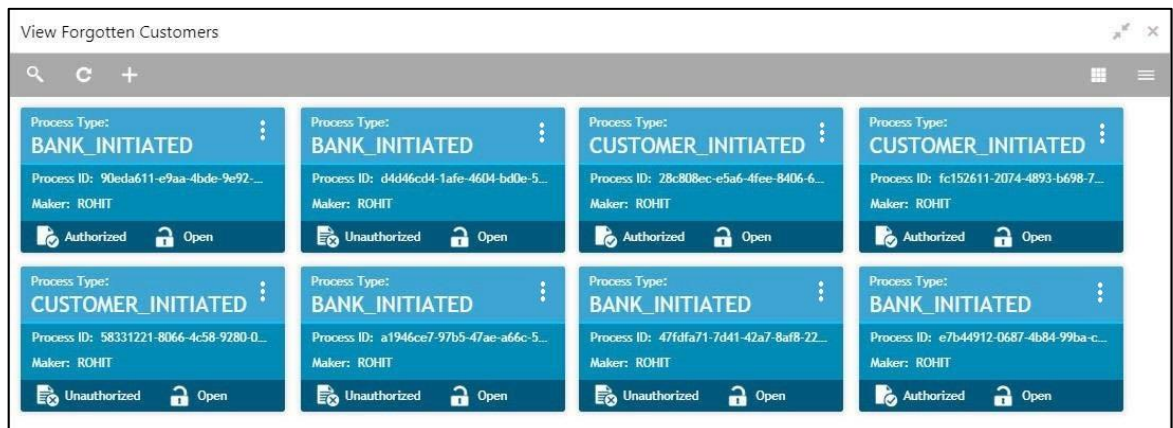 View Forgotten Customers
Process Type:
BANK_INITIATED
Process ID: 90eda611-e9aa-4bde-9e92-...
Maker: ROHIT
Authorized Open
Process Type:
BANK_INITIATED
Process ID: d4d46cd4-1afe-4604-bd0e-5...
Maker: ROHIT
Unauthorized Open
Process Type:
CUSTOMER_INITIATED
Process ID: 28c808ec-e5a6-4fee-8406-6...
Maker: ROHIT
Authorized Open
Process Type:
CUSTOMER_INITIATED
Process ID: fc152611-2074-4893-b698-7...
Maker: ROHIT
Authorized Open
Process Type:
CUSTOMER_INITIATED
Process ID: 58331221-8066-4c58-9280-0...
Maker: ROHIT
Unauthorized Open
Process Type:
BANK_INITIATED
Process ID: a1946ce7-97b5-47ae-a66c-5...
Maker: ROHIT
Unauthorized Open
Process Type:
BANK_INITIATED
Process ID: 47fdfa71-7d41-42a7-8af8-22...
Maker: ROHIT
Unauthorized Open
Process Type:
BANK_INITIATED
Process ID: e7b44912-0687-4b84-99ba-c...
Maker: ROHIT
Authorized Open